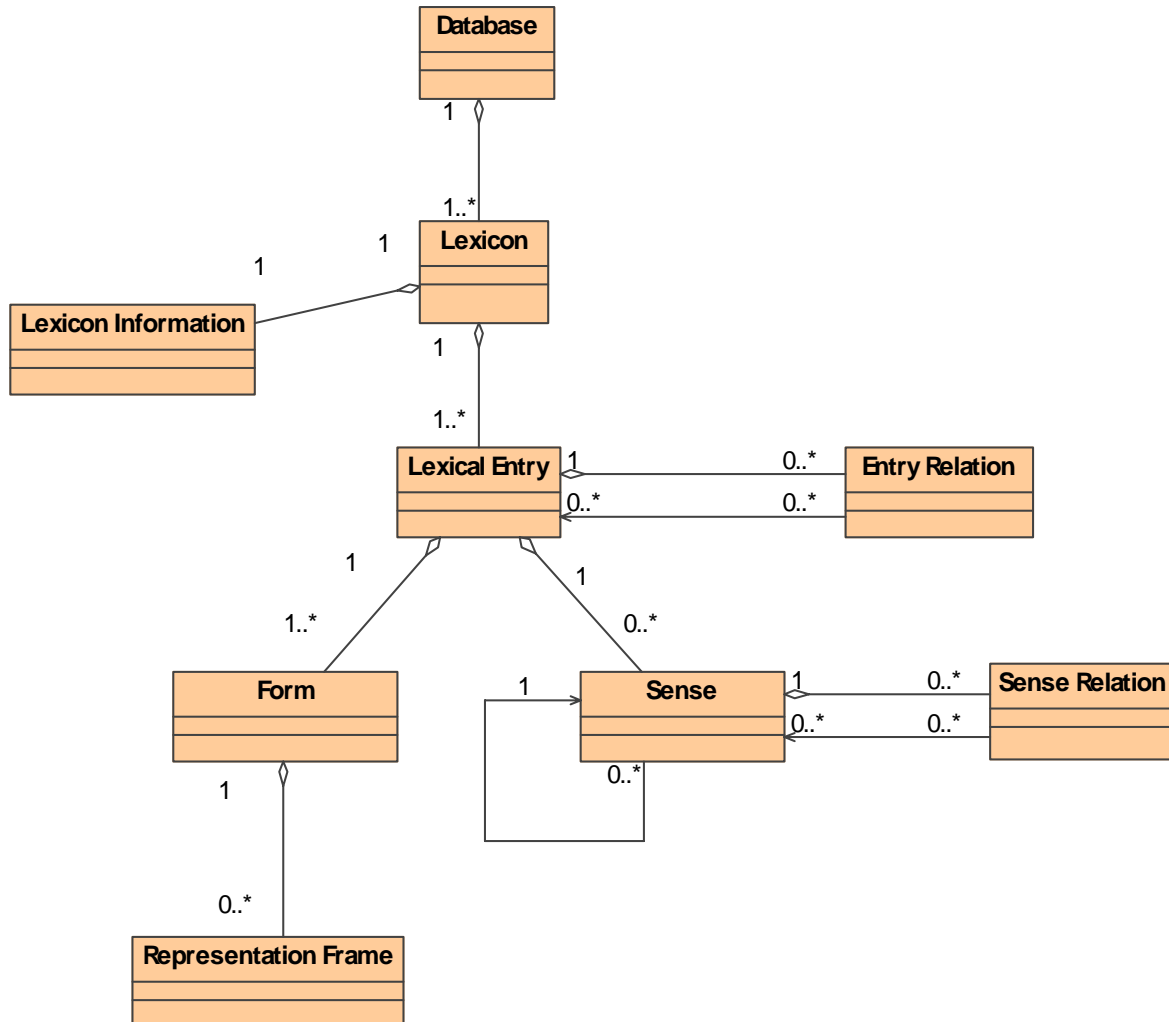 Database
1
1..*
Lexicon
1
1
Lexicon Information
1
1..*
Lexical Entry
1
0..*
Entry Relation
0..*
0..*
1
1
1..*
0..*
Form
Sense
1
1
0..*
Sense Relation
0..*
0..*
0..*
1
0..*
Representation Frame